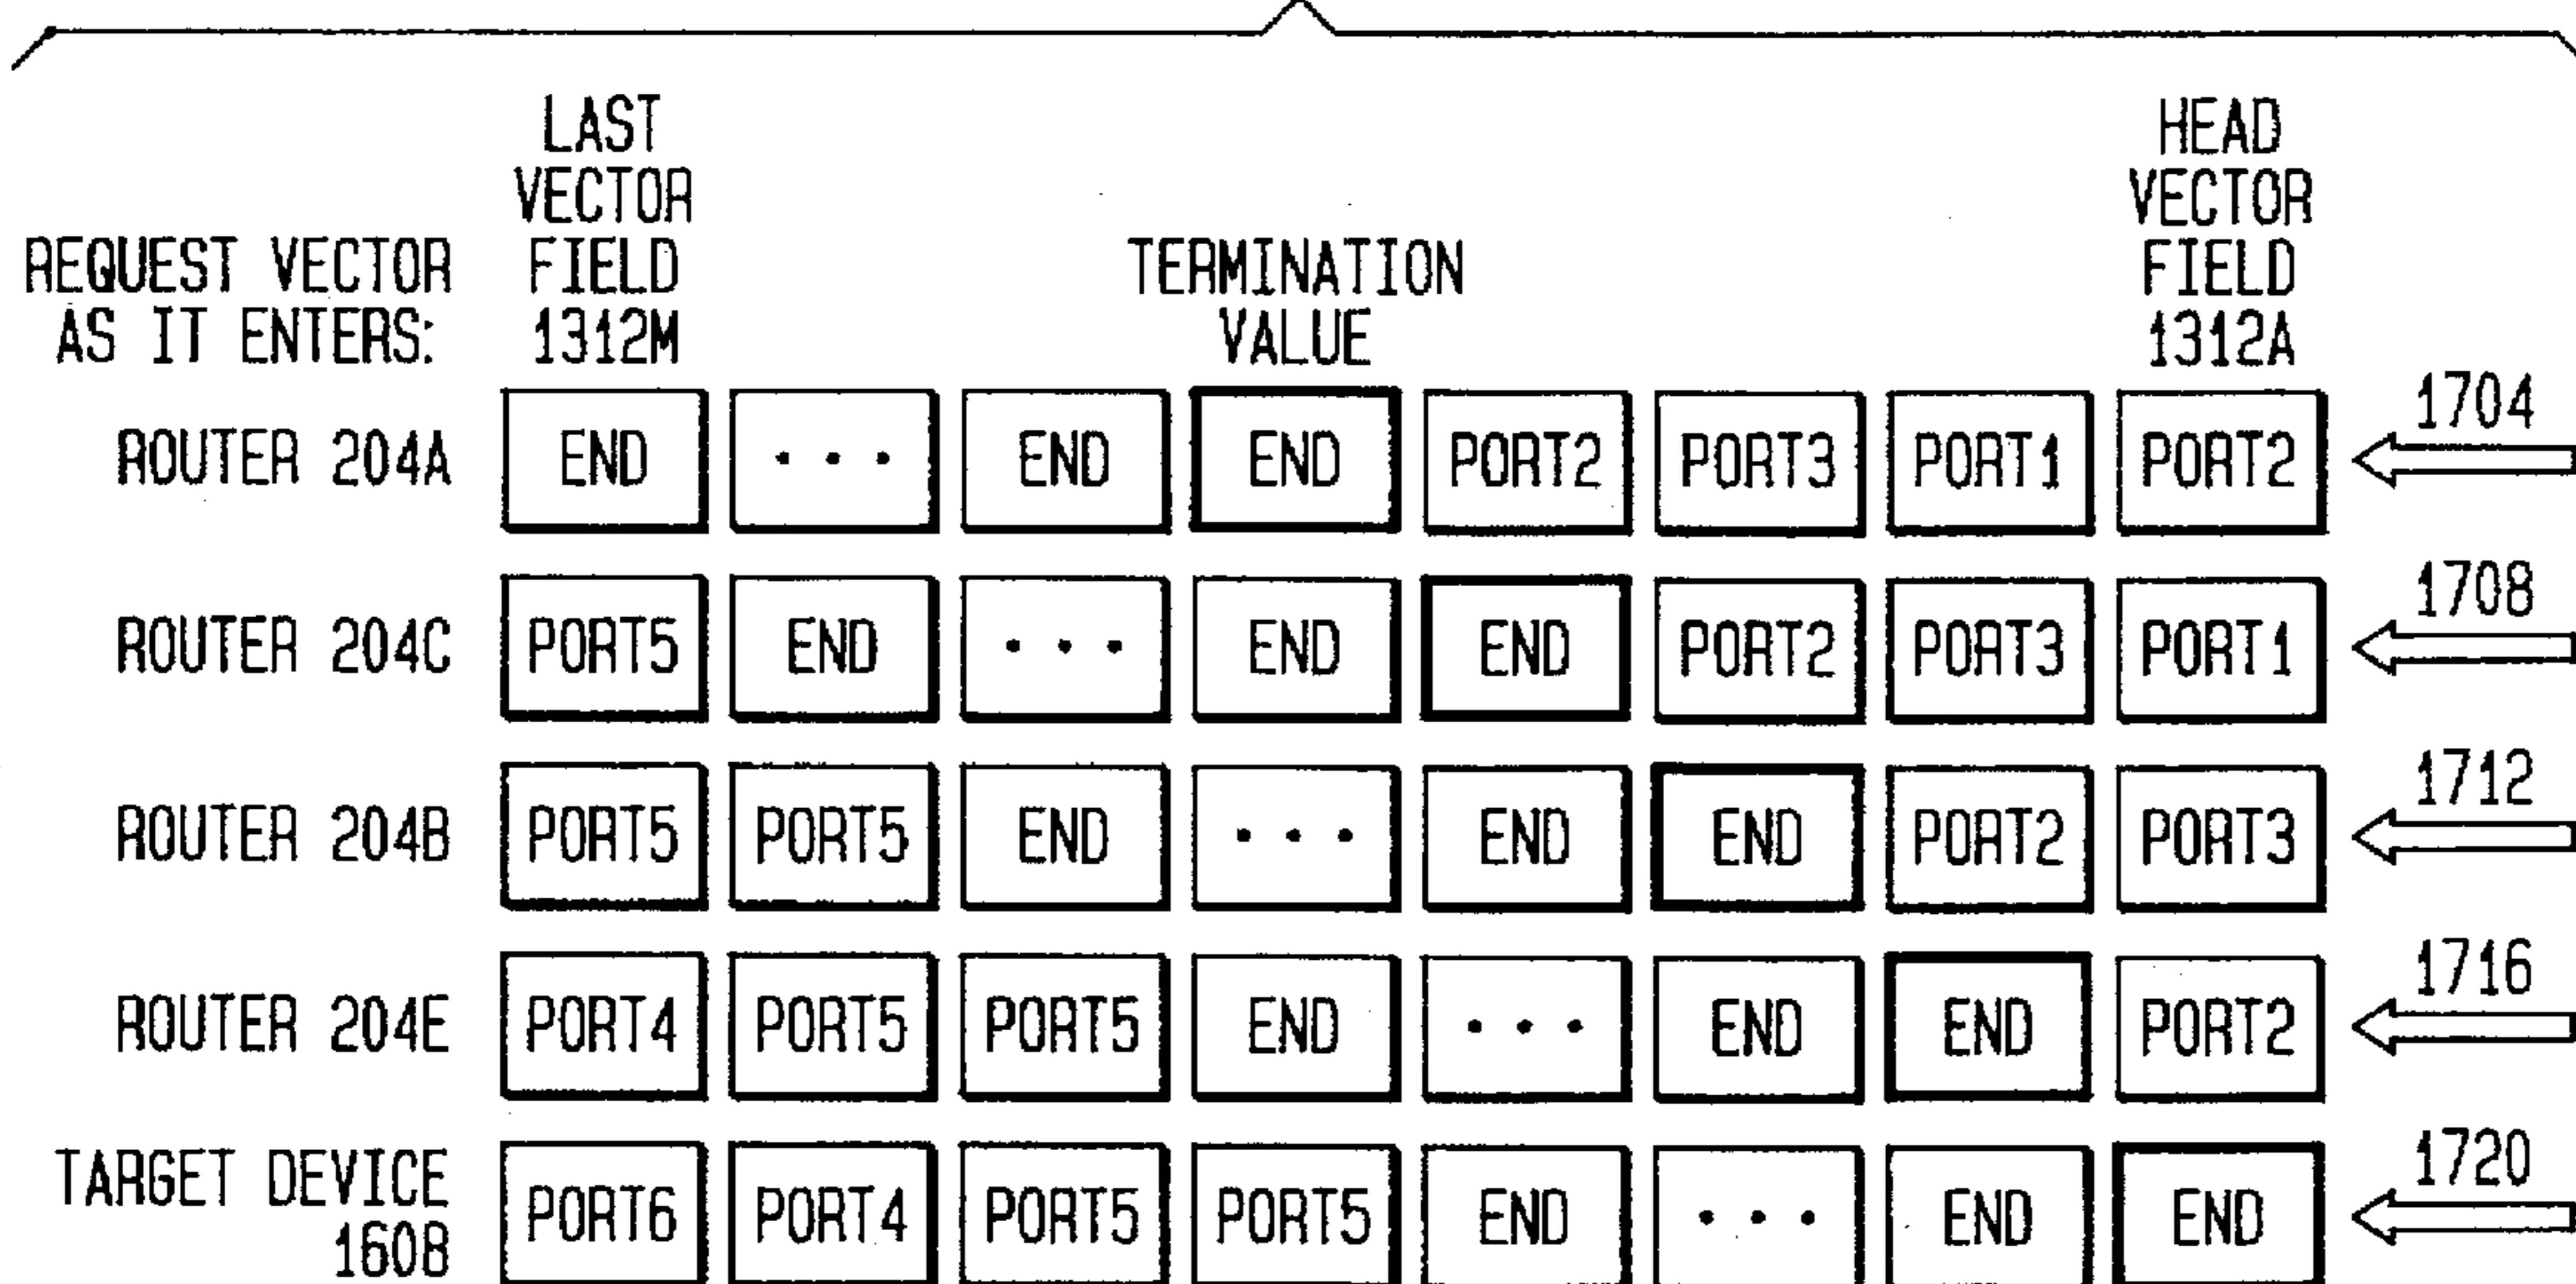 LAST VECTOR FIELD 1312M
HEAD VECTOR FIELD 1312A
REQUEST VECTOR AS IT ENTERS:
TERMINATION VALUE
ROUTER 204A END ... END END PORT2 PORT3 PORT1 PORT2 1704
ROUTER 204C PORT5 END ... END END PORT2 PORT3 PORT1 1708
ROUTER 204B PORT5 PORT5 END ... END END PORT2 PORT3 1712
ROUTER 204E PORT4 PORT5 PORT5 END ... END END PORT2 1716
TARGET DEVICE 1608 PORT6 PORT4 PORT5 PORT5 END ... END END 1720